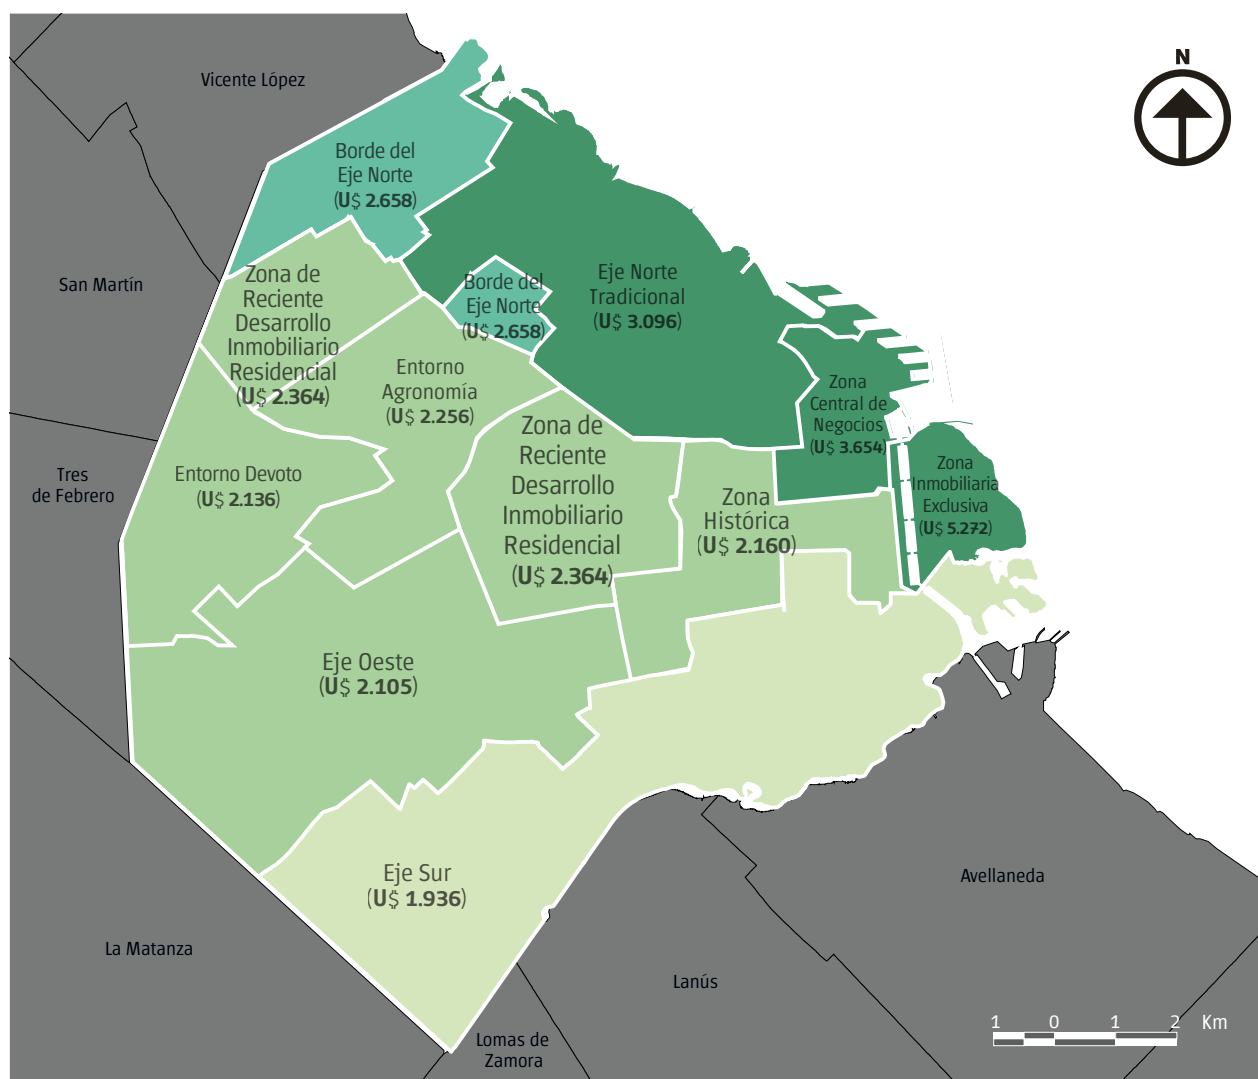 N
Vicente López
Borde del
Eje Norte
(U$ 2.658)
San Martín
Zona de
Reciente
Desarrollo
Inmobiliario
Residencial
(U$ 2.364)
Borde del
Eje Norte
(U$ 2.658)
Eje Norte
Tradicional
(U$ 3.096)
Entorno
Agronomía
(U$ 2.256)
Zona
Central de
Negocios
(U$ 3.654)
Tres
de Febrero
Entorno Devoto
(U$ 2.136)
Zona de
Reciente
Desarrollo
Inmobiliario
Residencial
(U$ 2.364)
Zona
Histórica
(U$ 2.160)
Zona
Inmobiliaria
Exclusiva
(U$ 5.272)
Eje Oeste
(U$ 2.105)
Eje Sur
(U$ 1.936)
Avellaneda
La Matanza
Lanús
Lomas de
Zamora
1 0 1 2 Km